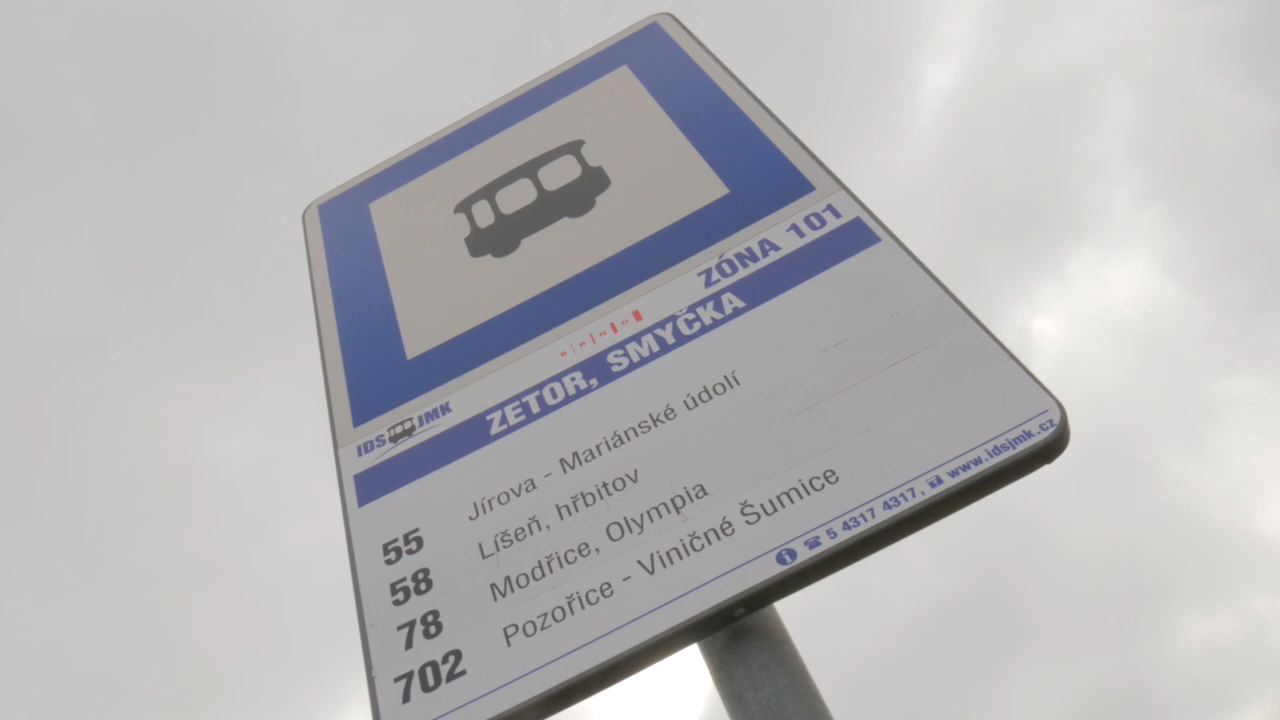 ZÓNA 101
BRNO
IDS JMK
ZETOR, SMYČKA
55 Jírova - Mariánské údolí
58 Líšeň, hřbitov
78 Modřice, Olympia
702 Pozořice - Viničné Šumice
5 4317 4317, www.idsjmk.cz